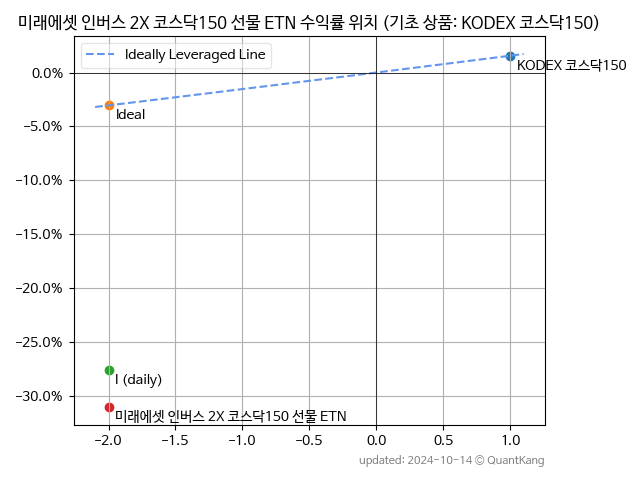 미래에셋 인버스 2X 코스닥150 선물 ETN 수익률 위치 (기초 상품: KODEX 코스닥150)
Ideally Leveraged Line
KODEX 코스닥150
Ideal
I (daily)
미래에셋 인버스 2X 코스닥150 선물 ETN
0.0%
−5.0%
−10.0%
−15.0%
−20.0%
−25.0%
−30.0%
−2.0 −1.5 −1.0 −0.5 0.0 0.5 1.0
updated: 2024-10-14 © QuantKang